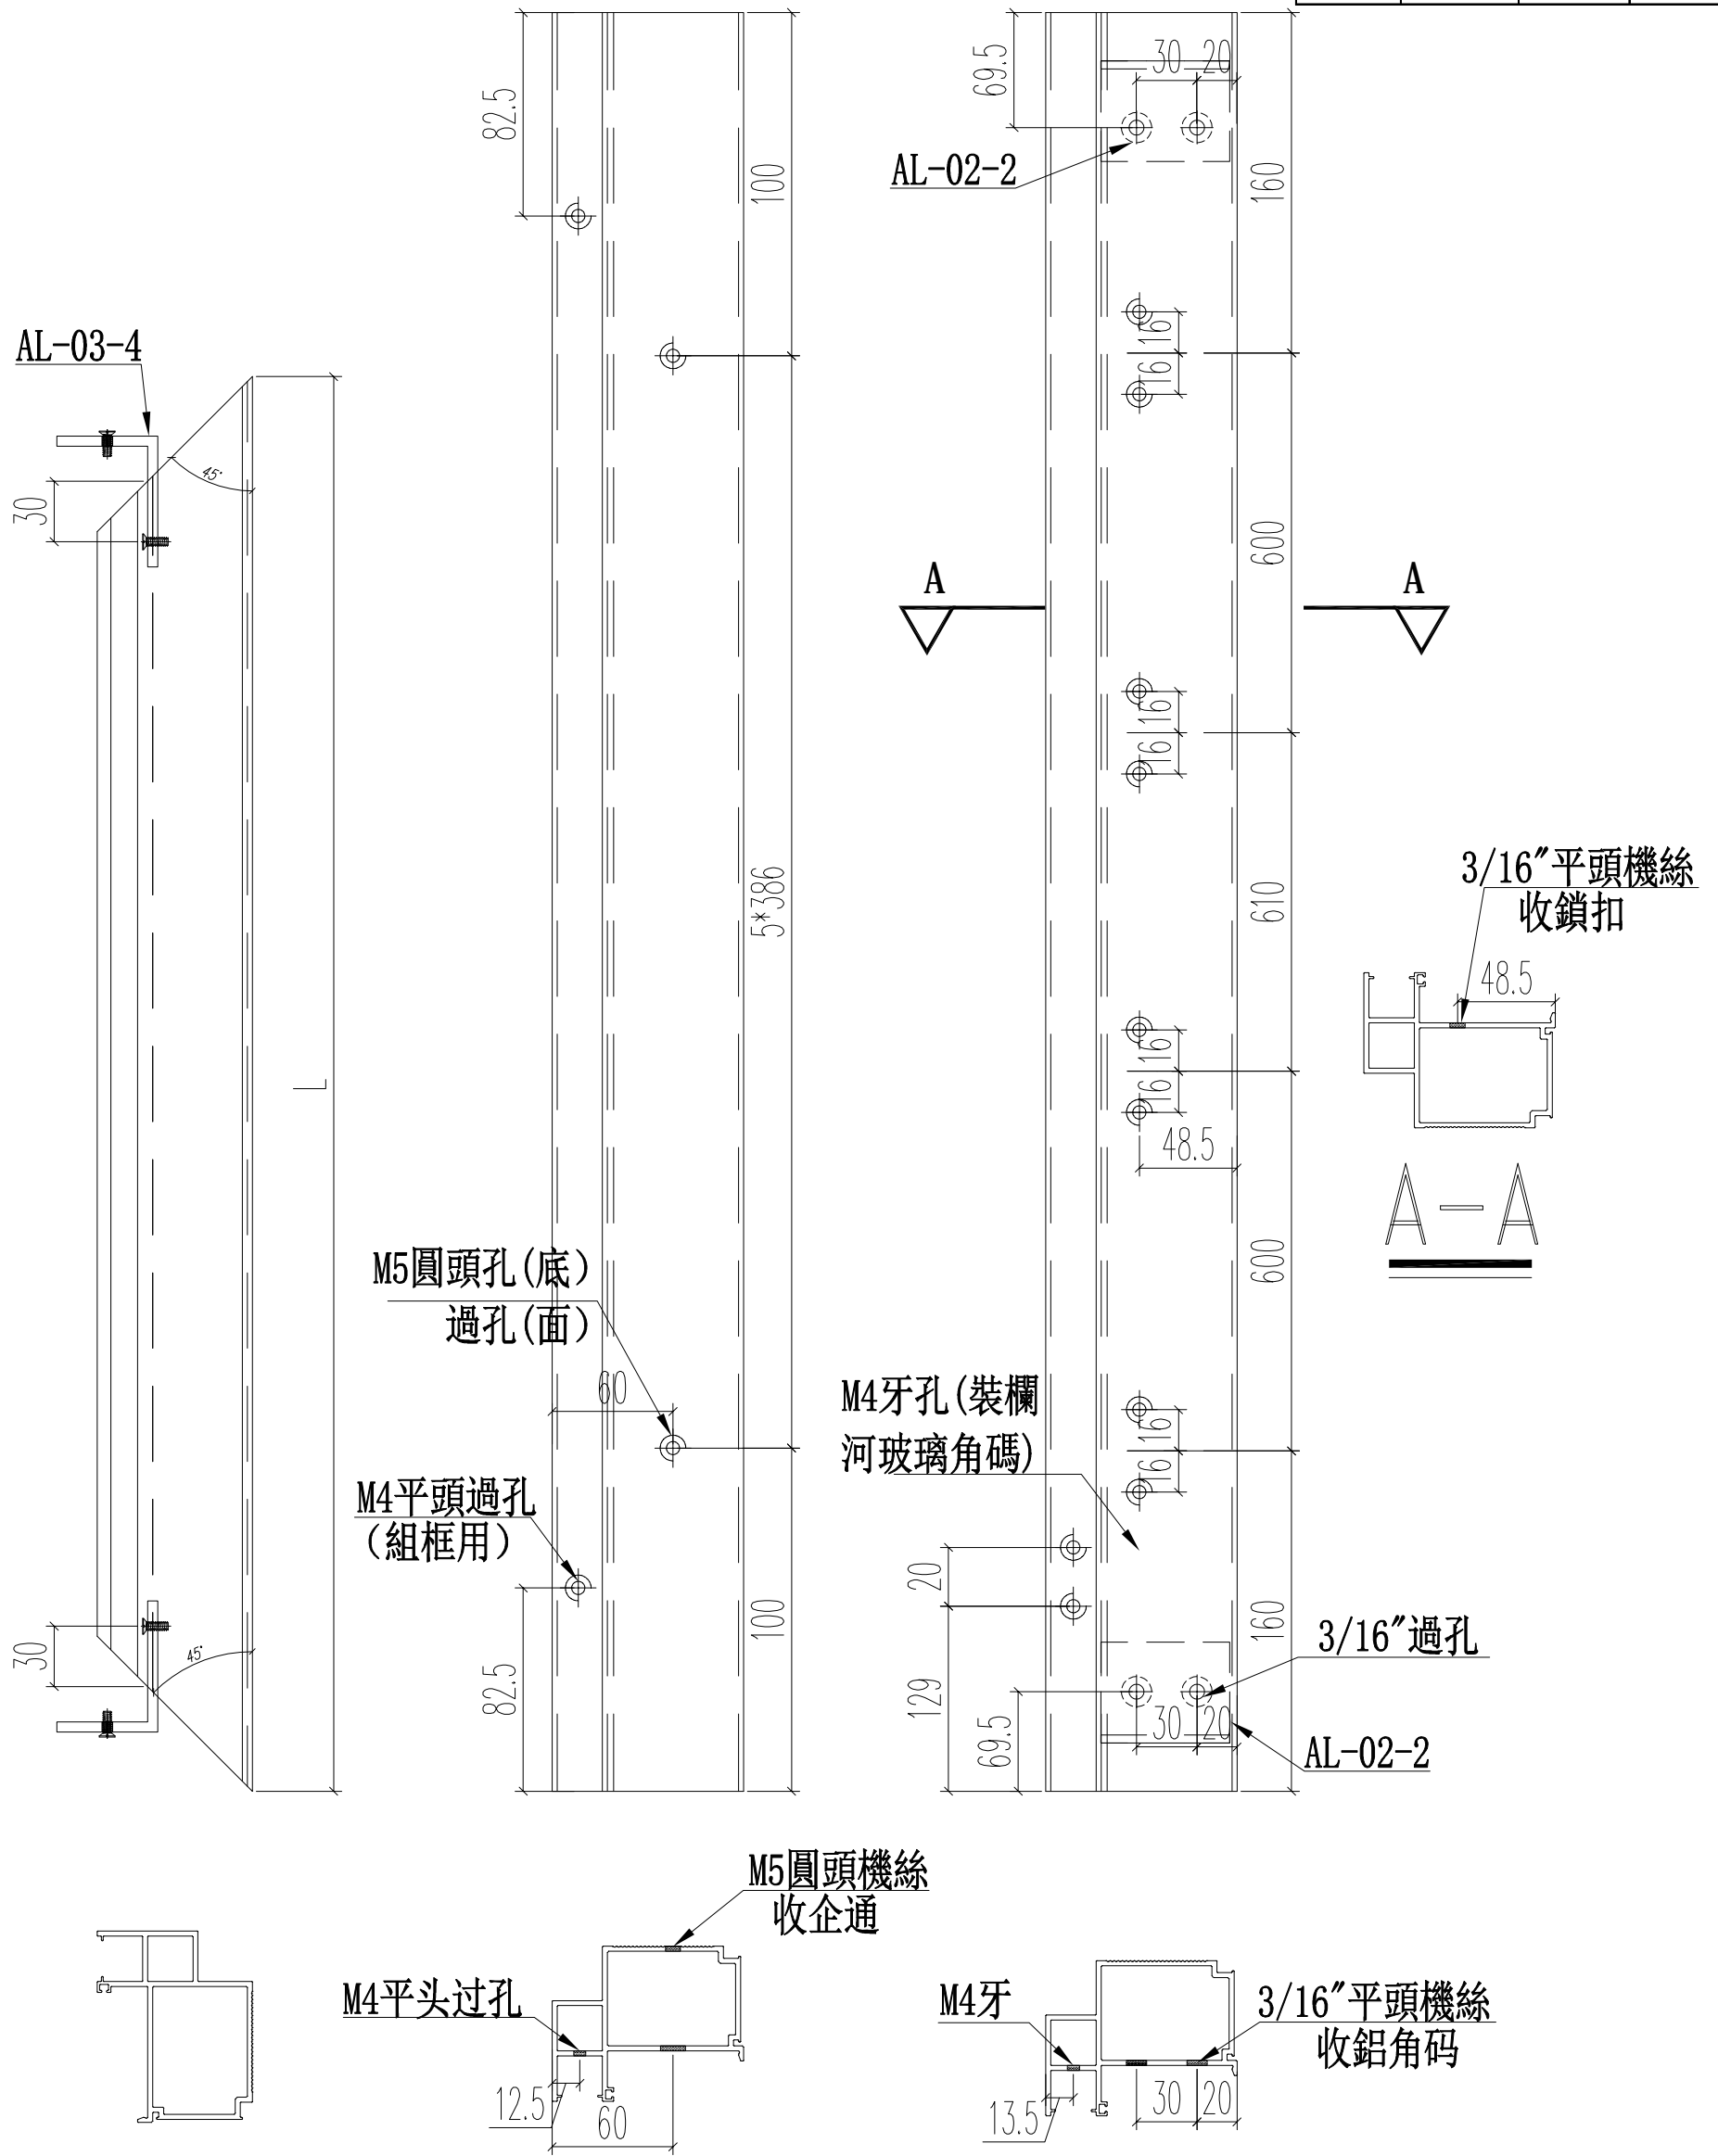 82.5
69.5
30
20
AL-02-2
100
160
AL-03-4
16
16
45°
30
600
A
A
16
16
5*386
610
3/16"平頭機絲
收鎖扣
48.5
L
16
16
48.5
A-A
M5圓頭孔(底)
過孔(面)
600
60
M4牙孔(裝欄
河玻璃角碼)
16
16
M4平頭過孔
(組框用)
20
100
160
3/16"過孔
45°
30
82.5
129
69.5
30
20
AL-02-2
M5圓頭機絲
收企通
M4平头过孔
M4牙
3/16"平頭機絲
收鋁角码
12.5
60
13.5
30
20